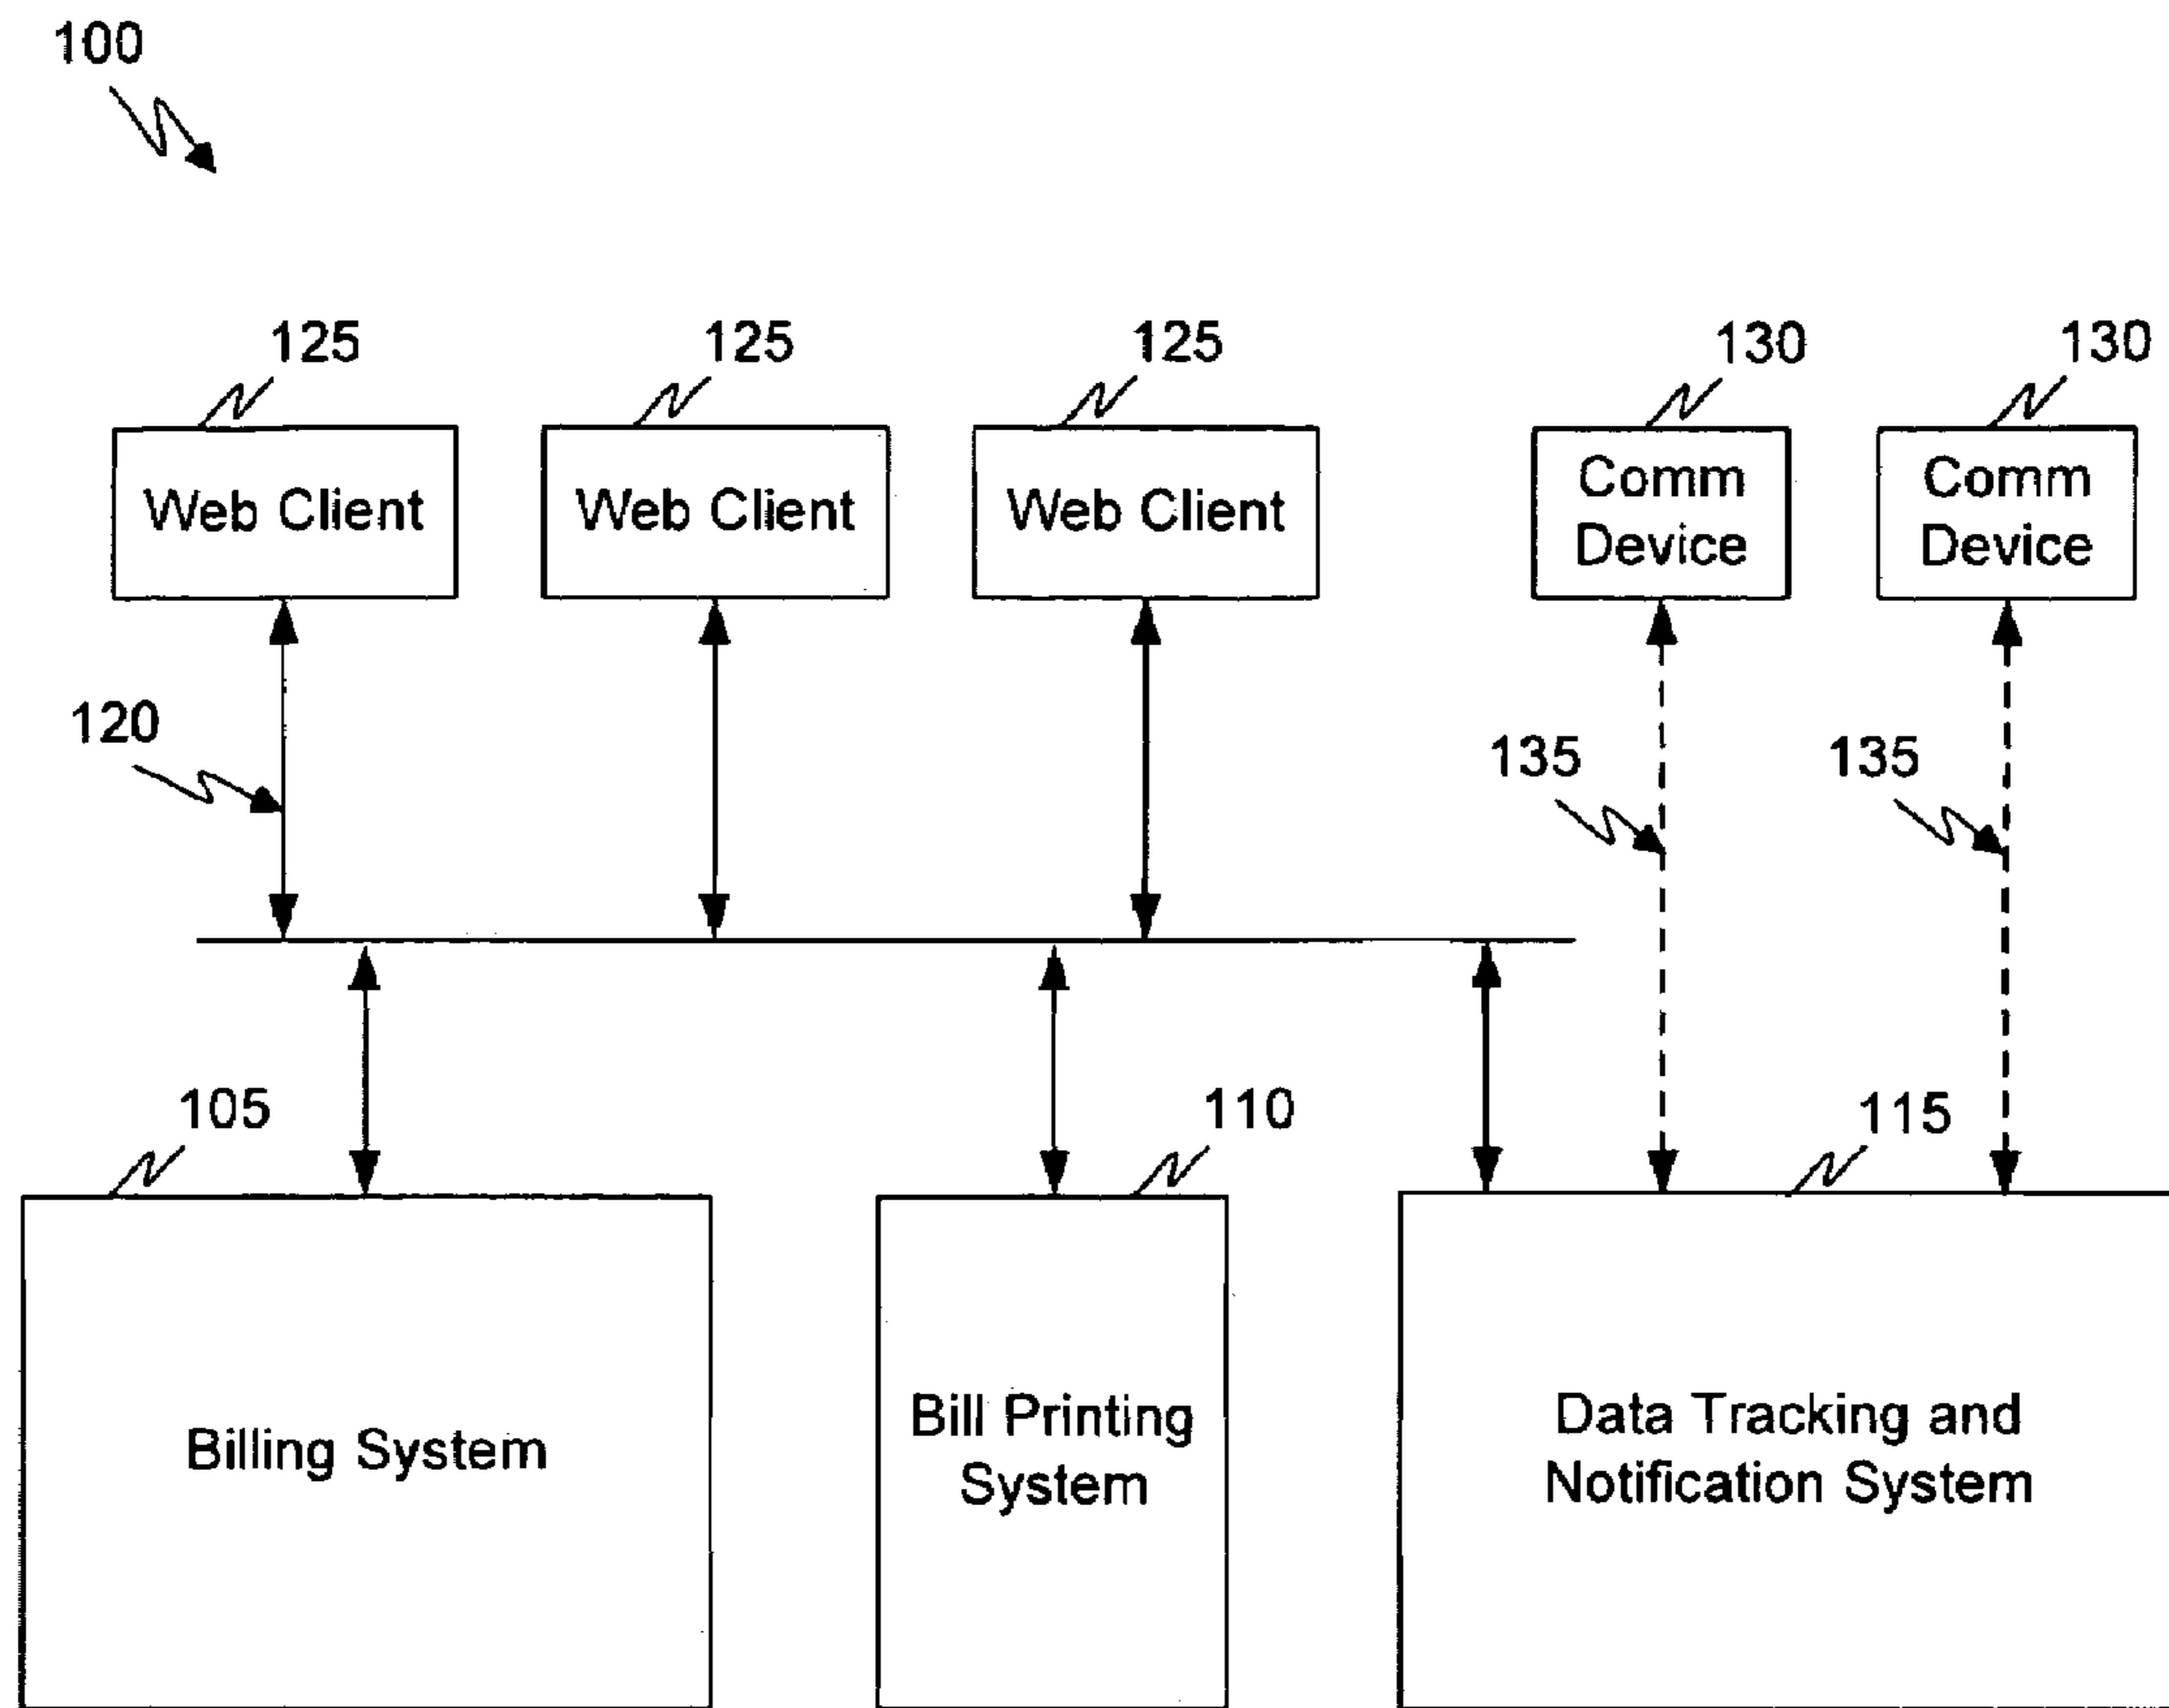 100
125
125
125
130
130
Web Client
Web Client
Web Client
Comm
Device
Comm
Device
120
135
135
105
110
115
Billing System
Bill Printing
System
Data Tracking and
Notification System